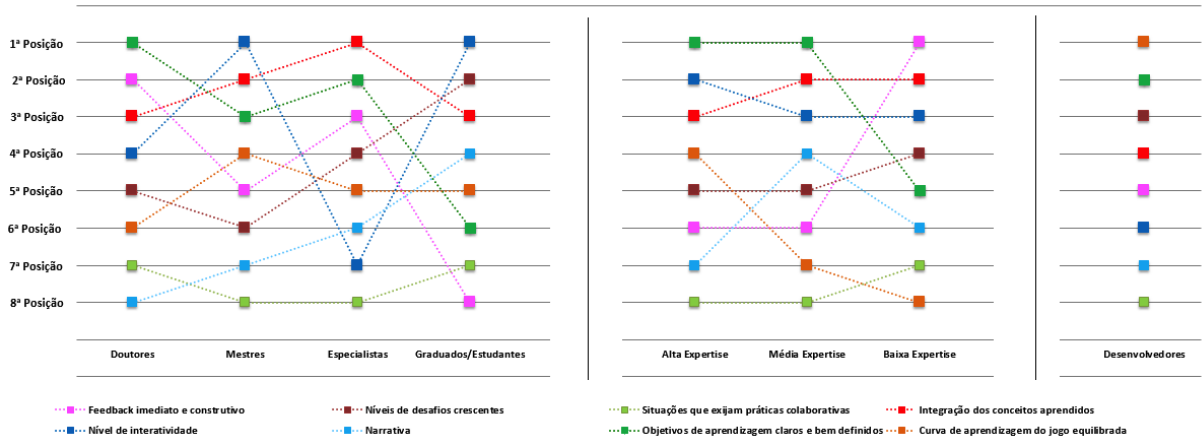 1ª Posição
2ª Posição
3ª Posição
4ª Posição
5ª Posição
6ª Posição
7ª Posição
8ª Posição
Doutores Mestres Especialistas Graduados/Estudantes Alta Expertise Média Expertise Baixa Expertise Desenvolvedores
Feedback imediato e construtivo Níveis de desafios crescentes Situações que exijam práticas colaborativas Integração dos conceitos aprendidos
Nível de interatividade Narrativa Objetivos de aprendizagem claros e bem definidos Curva de aprendizagem do jogo equilibrada